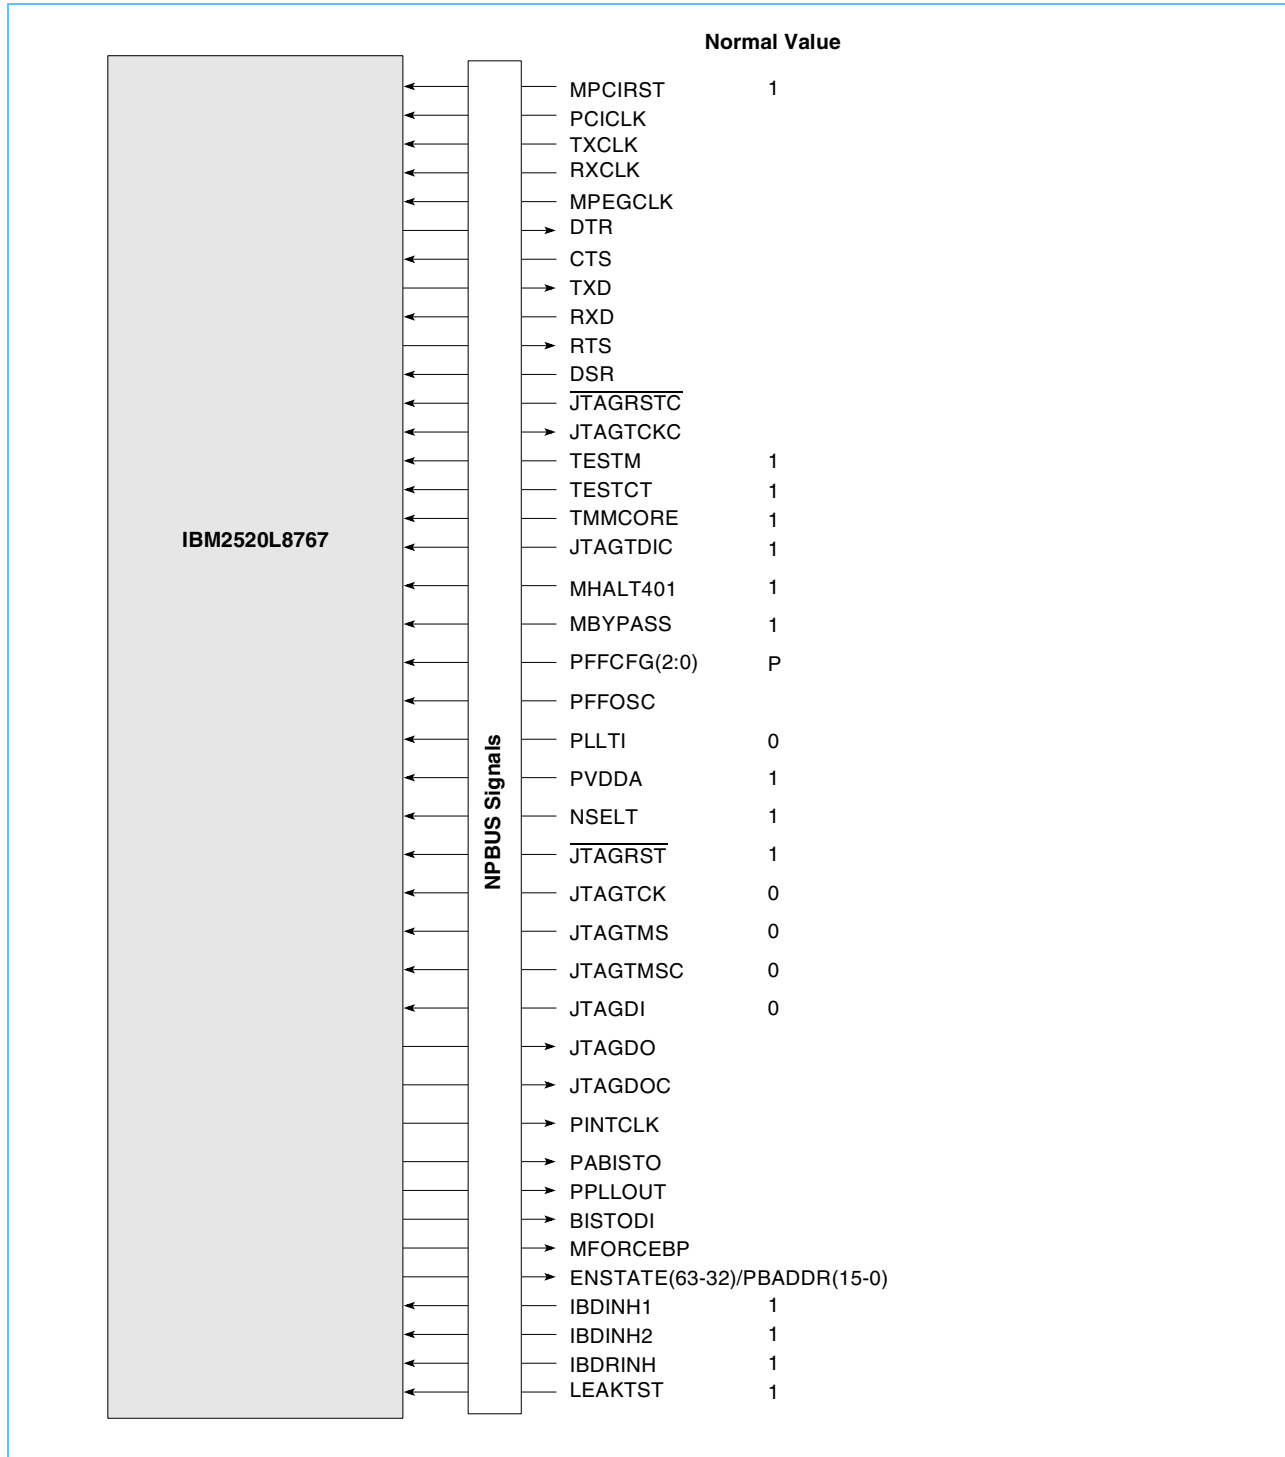 Normal Value
MPCIRST 1
PCICLK
TXCLK
RXCLK
MPEGCLK
DTR
CTS
TXD
RXD
RTS
DSR
JTAGRSTC
JTAGTCKC
TESTM 1
TESTCT 1
TMMCORE 1
IBM2520L8767
JTAGTDIC 1
MHALT401 1
MBYPASS 1
PFFCFG(2:0) P
PFFOSC
PLLTI 0
PVDDA 1
NSELT 1
NPBUS Signals
JTAGRST 1
JTAGTCK 0
JTAGTMS 0
JTAGTMSC 0
JTAGDI 0
JTAGDO
JTAGDOC
PINTCLK
PABISTO
PPLLOUT
BISTODI
MFORCEBP
ENSTATE(63-32)/PBADDR(15-0)
IBDINH1 1
IBDINH2 1
IBDRINH 1
LEAKTST 1